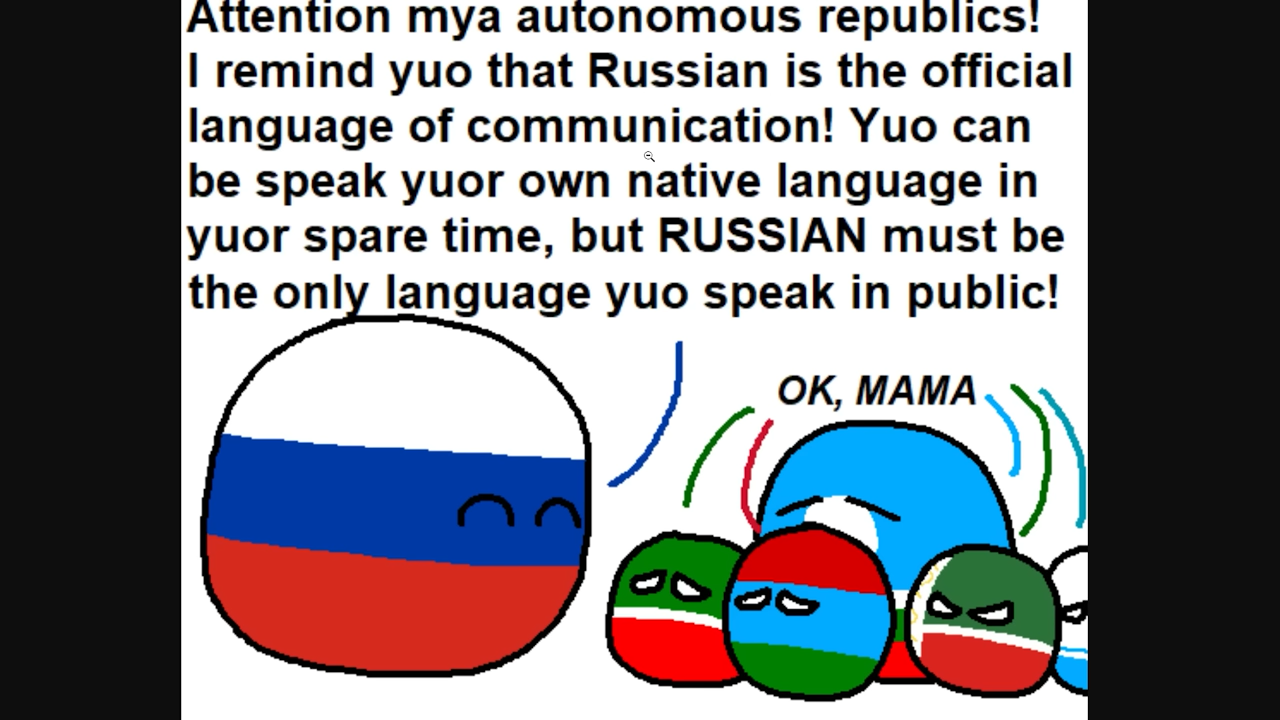 Attention mya autonomous republics!
I remind yuo that Russian is the official
language of communication! Yuo can
be speak yuor own native language in
yuor spare time, but RUSSIAN must be
the only language yuo speak in public!
OK, MAMA